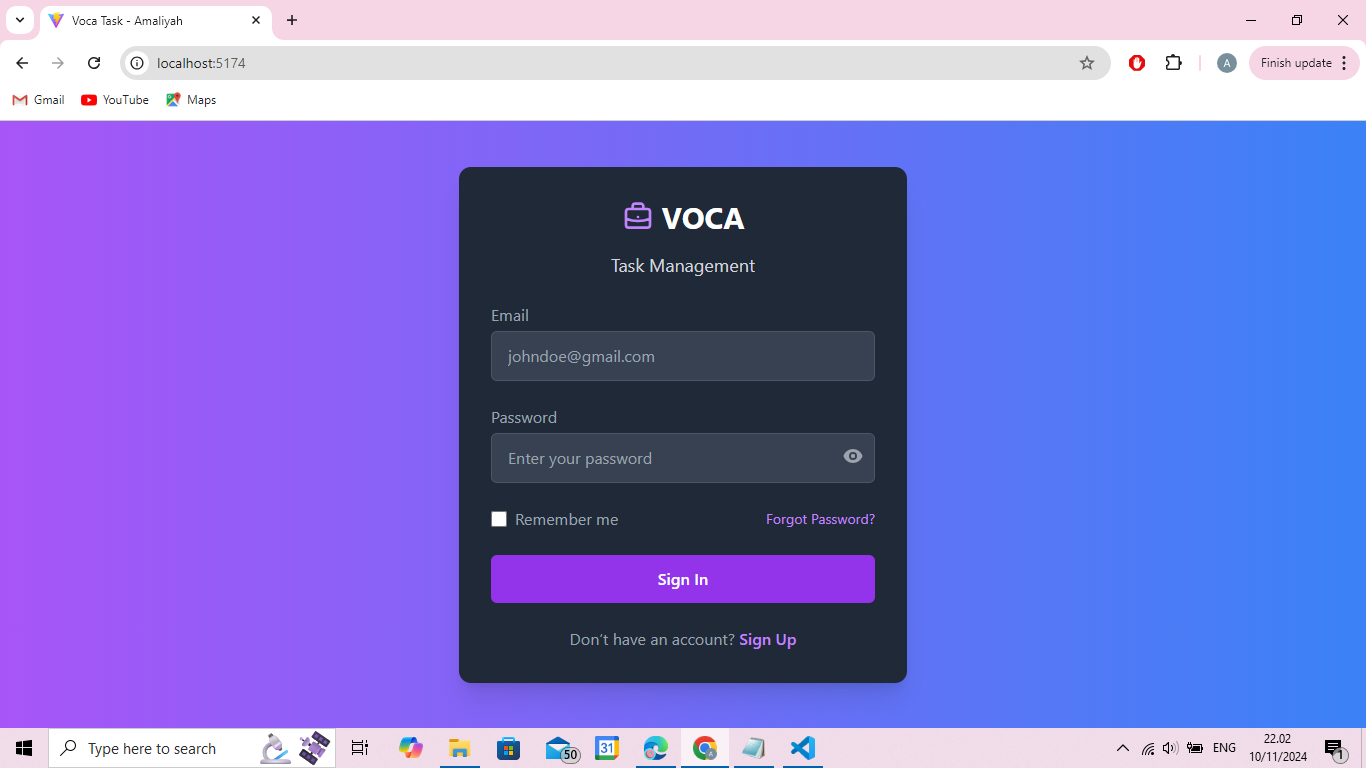 Voca Task - Amaliyah
localhost:5174
A
Finish update
Gmail
YouTube
Maps
VOCA
Task Management
Email
johndoe@gmail.com
Password
Enter your password
Remember me
Forgot Password?
Sign In
Don't have an account? Sign Up
Type here to search
50
31
A
ENG
22.02
10/11/2024
1